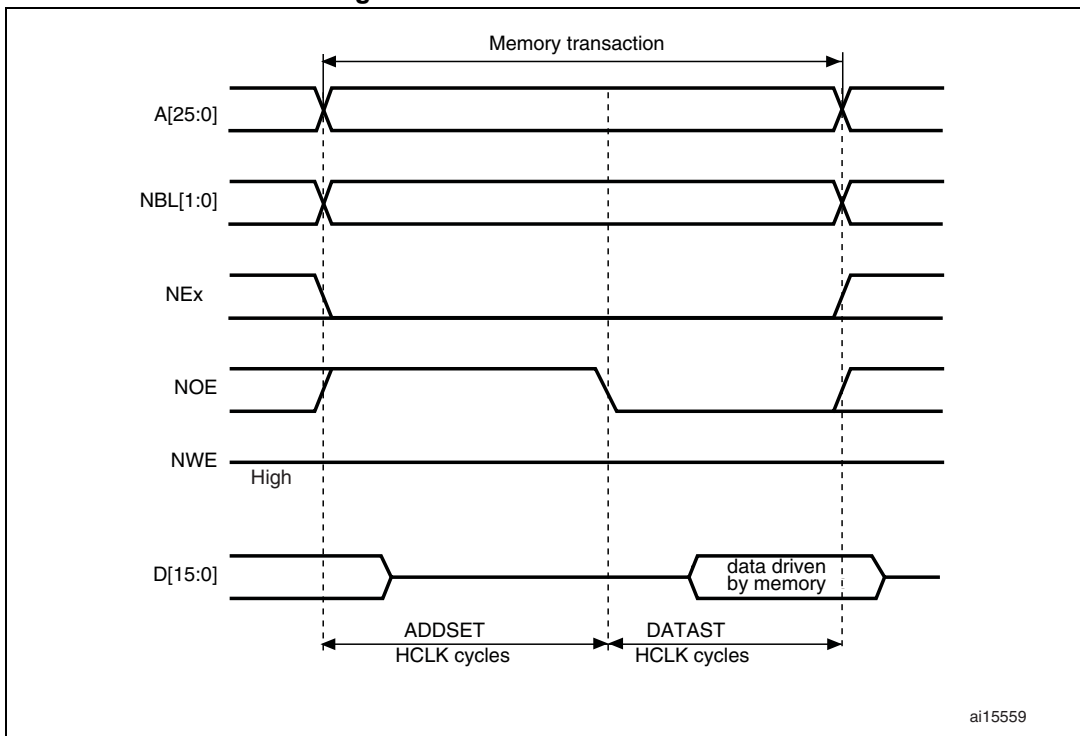 Memory transaction
A[25:0]
NBL[1:0]
NEx
NOE
NWE
High
D[15:0]
data driven
by memory
ADDSET
HCLK cycles
DATAST
HCLK cycles
ai15559